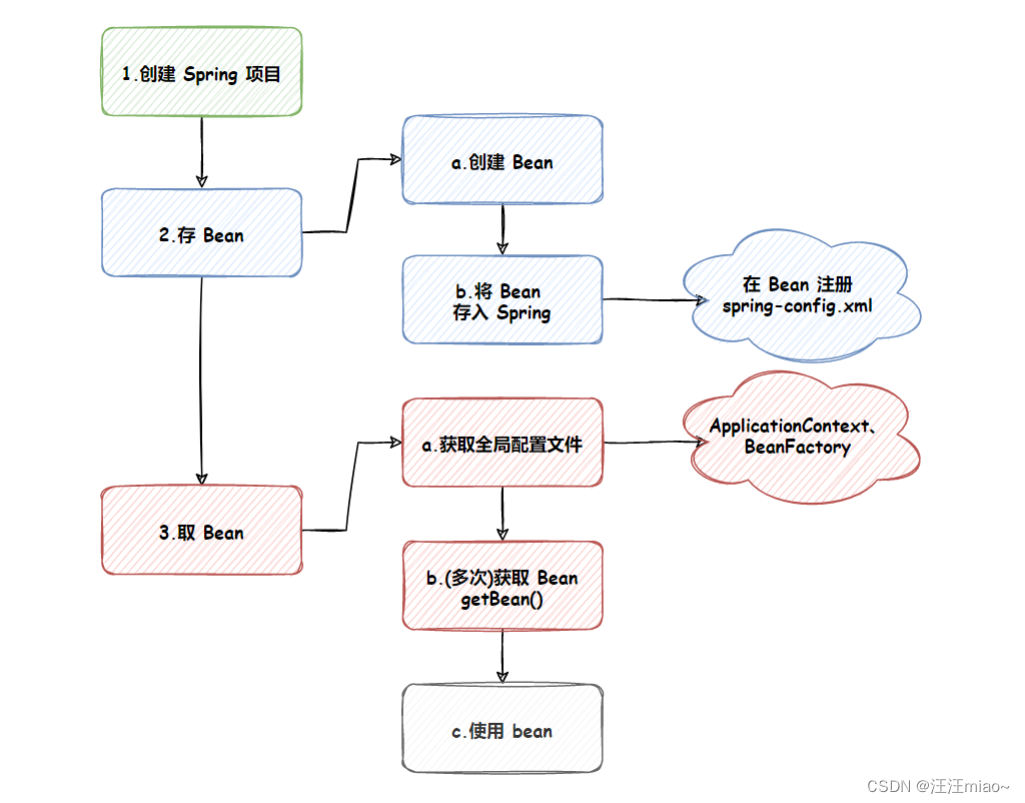 1.创建 Spring 项目
a.创建 Bean
2.存 Bean
b.将 Bean
存入 Spring
在 Bean 注册
spring-config.xml
a.获取全局配置文件
ApplicationContext、
BeanFactory
3.取 Bean
b.(多次)获取 Bean
getBean()
c.使用 bean
CSDN @汪汪miao~